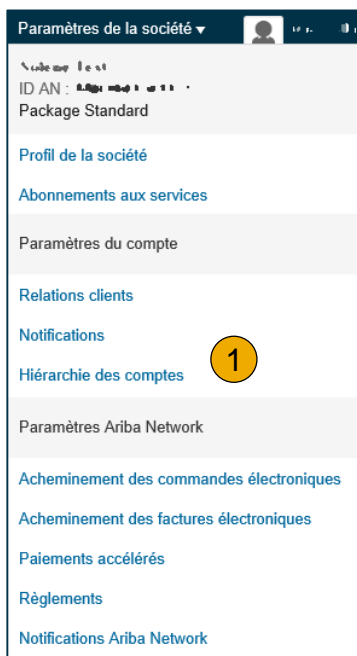 Paramètres de la société ▾
ID AN :
Package Standard
Profil de la société
Abonnements aux services
Paramètres du compte
Relations clients
Notifications
1
Hiérarchie des comptes
Paramètres Ariba Network
Acheminement des commandes électroniques
Acheminement des factures électroniques
Paiements accélérés
Règlements
Notifications Ariba Network